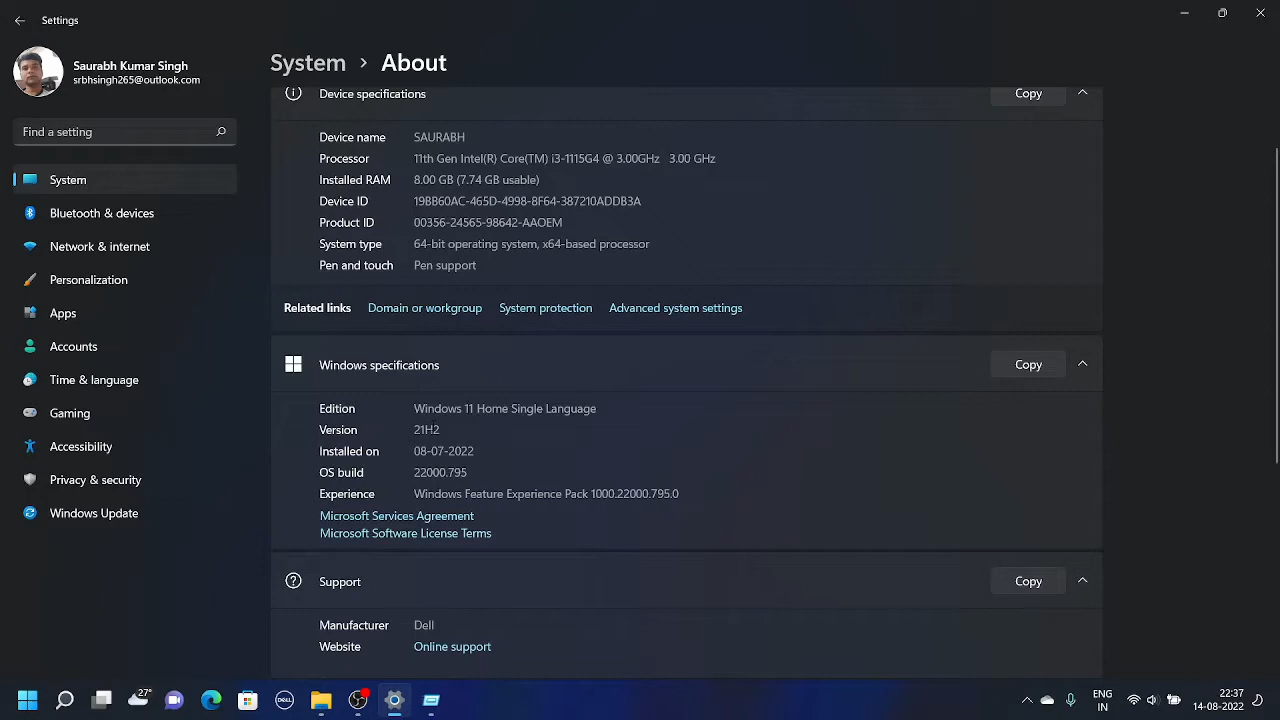 Settings
Saurabh Kumar Singh
srbhsingh265@outlook.com
Find a setting
System
Bluetooth & devices
Network & internet
Personalization
Apps
Accounts
Time & language
Gaming
Accessibility
Privacy & security
Windows Update
System > About
Device specifications Copy
Device name SAURABH
Processor 11th Gen Intel(R) Core(TM) i3-1115G4 @ 3.00GHz 3.00 GHz
Installed RAM 8.00 GB (7.74 GB usable)
Device ID 19BB60AC-465D-4998-8F64-387210ADDB3A
Product ID 00356-24565-98642-AAOEM
System type 64-bit operating system, x64-based processor
Pen and touch Pen support
Related links Domain or workgroup System protection Advanced system settings
Windows specifications Copy
Edition Windows 11 Home Single Language
Version 21H2
Installed on 08-07-2022
OS build 22000.795
Experience Windows Feature Experience Pack 1000.22000.795.0
Microsoft Services Agreement
Microsoft Software License Terms
Support Copy
Manufacturer Dell
Website Online support
27°
DELL
ENG
IN
22:37
14-08-2022